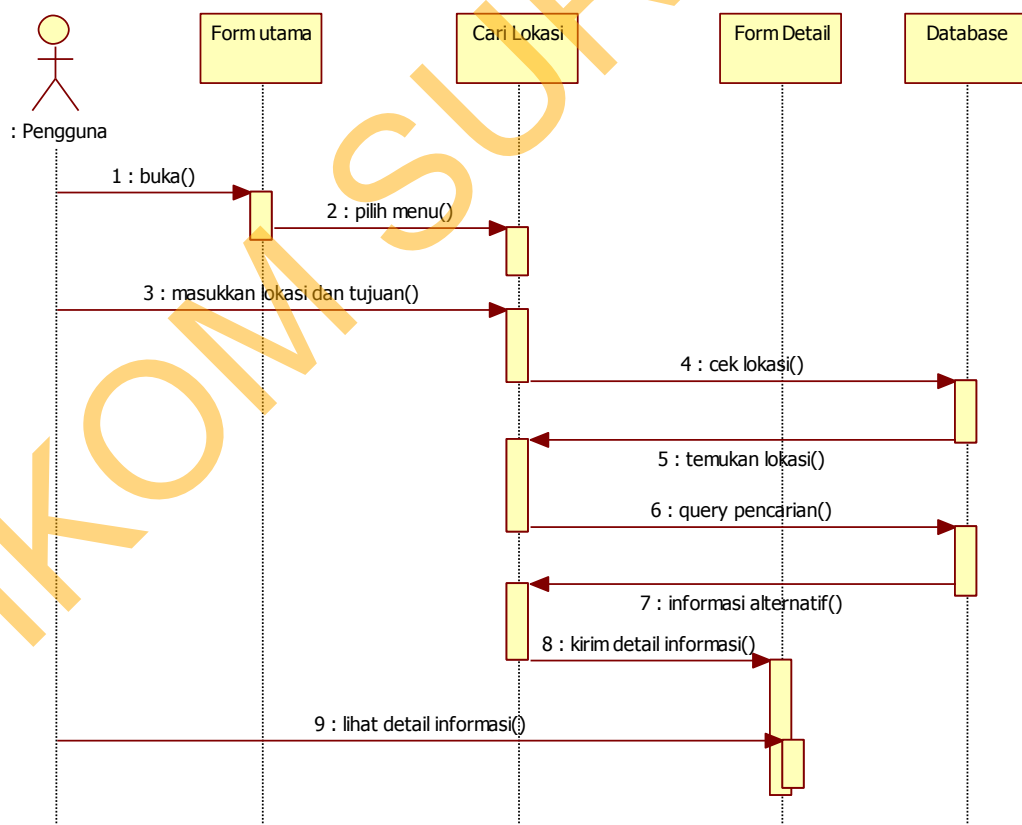 Form utama
Cari Lokasi
Form Detail
Database
: Pengguna
1 : buka()
2 : pilih menu()
3 : masukkan lokasi dan tujuan()
4 : cek lokasi()
5 : temukan lokasi()
6 : query pencarian()
7 : informasi alternatif()
8 : kirim detail informasi()
9 : lihat detail informasi()
IKOM SUR